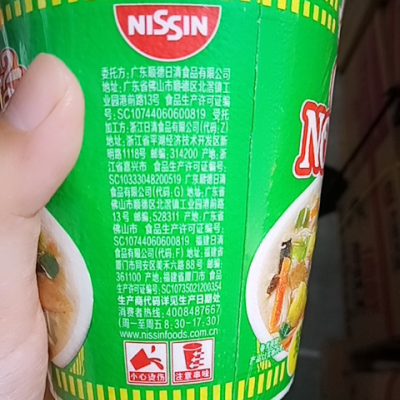 NISSIN
委托方:广东顺德日清食品有限公司
地址:广东省佛山市顺德区北滘镇工
业园港前路13号 食品生产许可证编
号:SC10744060600819 受托
加工方:浙江日清食品有限公司(代码:Z)
地址:浙江省平湖经济技术开发区新
明路1118号 邮编:314200 产地:浙
江省嘉兴市 食品生产许可证编号:
SC10333048200519 广东顺德日清
食品有限公司(代码:G) 地址:广东省
佛山市顺德区北滘镇工业园港前路
13号 邮编:528311 产地:广东省
佛山市 食品生产许可证编号:
SC10744060600819 福建日清
食品有限公司(代码:F) 地址:福建省
厦门市同安区美禾六路88号 邮编:
361100 产地:福建省厦门市 食品
生产许可证编号:SC10735021200354
生产商代码详见生产日期处
消费者热线:4008487667
(周一至周五8:30-17:30)
www.nissinfoods.com.cn
小心烫伤
注意串味